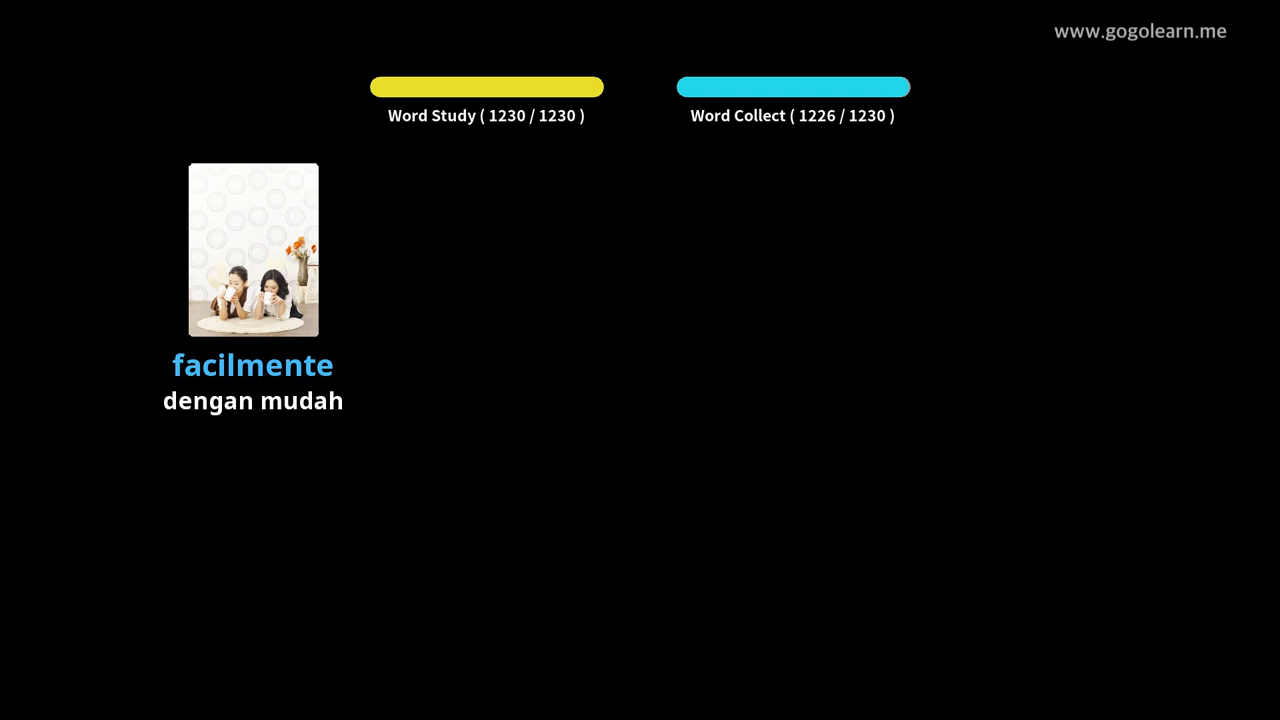 www.gogolearn.me
Word Study ( 1230 / 1230 )
Word Collect ( 1226 / 1230 )
facilmente
dengan mudah